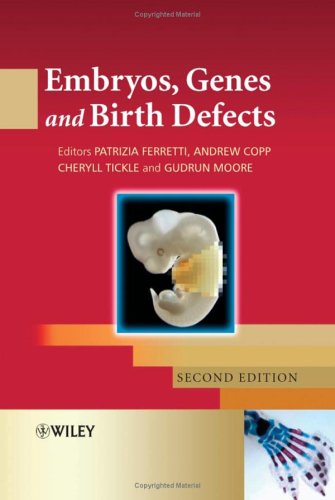 Copyrighted Material
Embryos, Genes
and Birth Defects
Editors PATRIZIA FERRETTI, ANDREW COPP
CHERYLL TICKLE and GUDRUN MOORE
SECOND EDITION
WILEY
Copyrighted Material